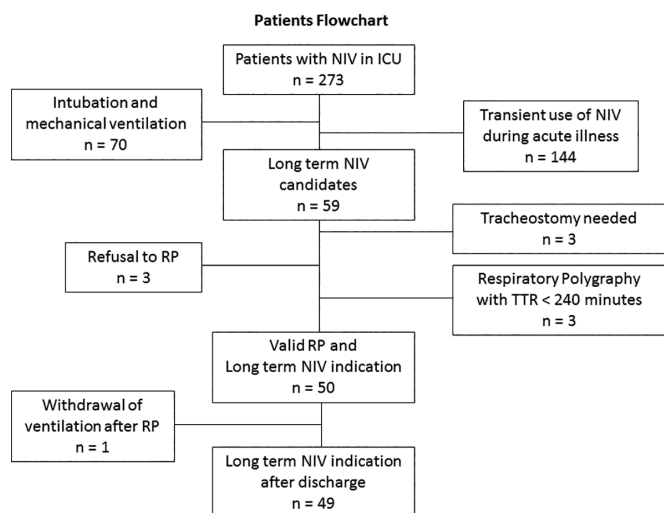 Patients Flowchart
Patients with NIV in ICU
n = 273
Intubation and
mechanical ventilation
n = 70
Transient use of NIV
during acute illness
n = 144
Long term NIV
candidates
n = 59
Tracheostomy needed
n = 3
Refusal to RP
n = 3
Respiratory Polygraphy
with TTR < 240 minutes
n = 3
Valid RP and
Long term NIV indication
n = 50
Withdrawal of
ventilation after RP
n = 1
Long term NIV indication
after discharge
n = 49